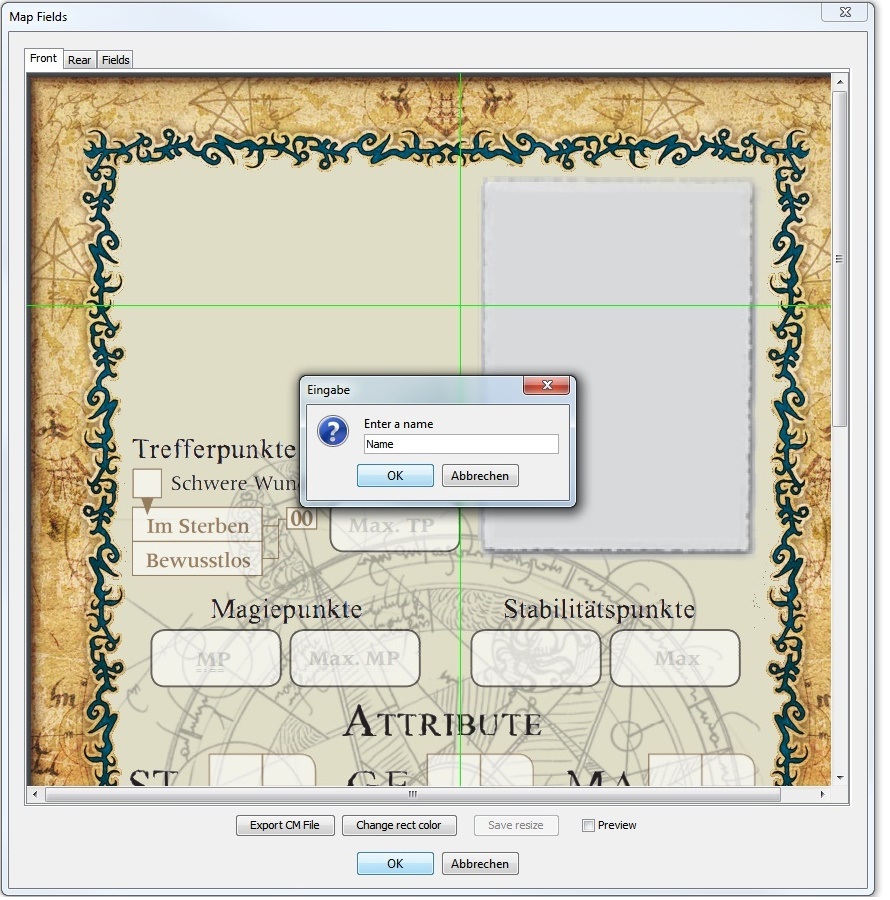 Map Fields
Front Rear Fields
Eingabe
Enter a name
Name
OK Abbrechen
Trefferpunkte
Schwere Wun
Im Sterben 00 Max. TP
Bewusstlos
Magiepunkte Stabilitätspunkte
MP Max. MP Max
ATTRIBUTE
ST GE MA
Export CM File Change rect color Save resize Preview
OK Abbrechen